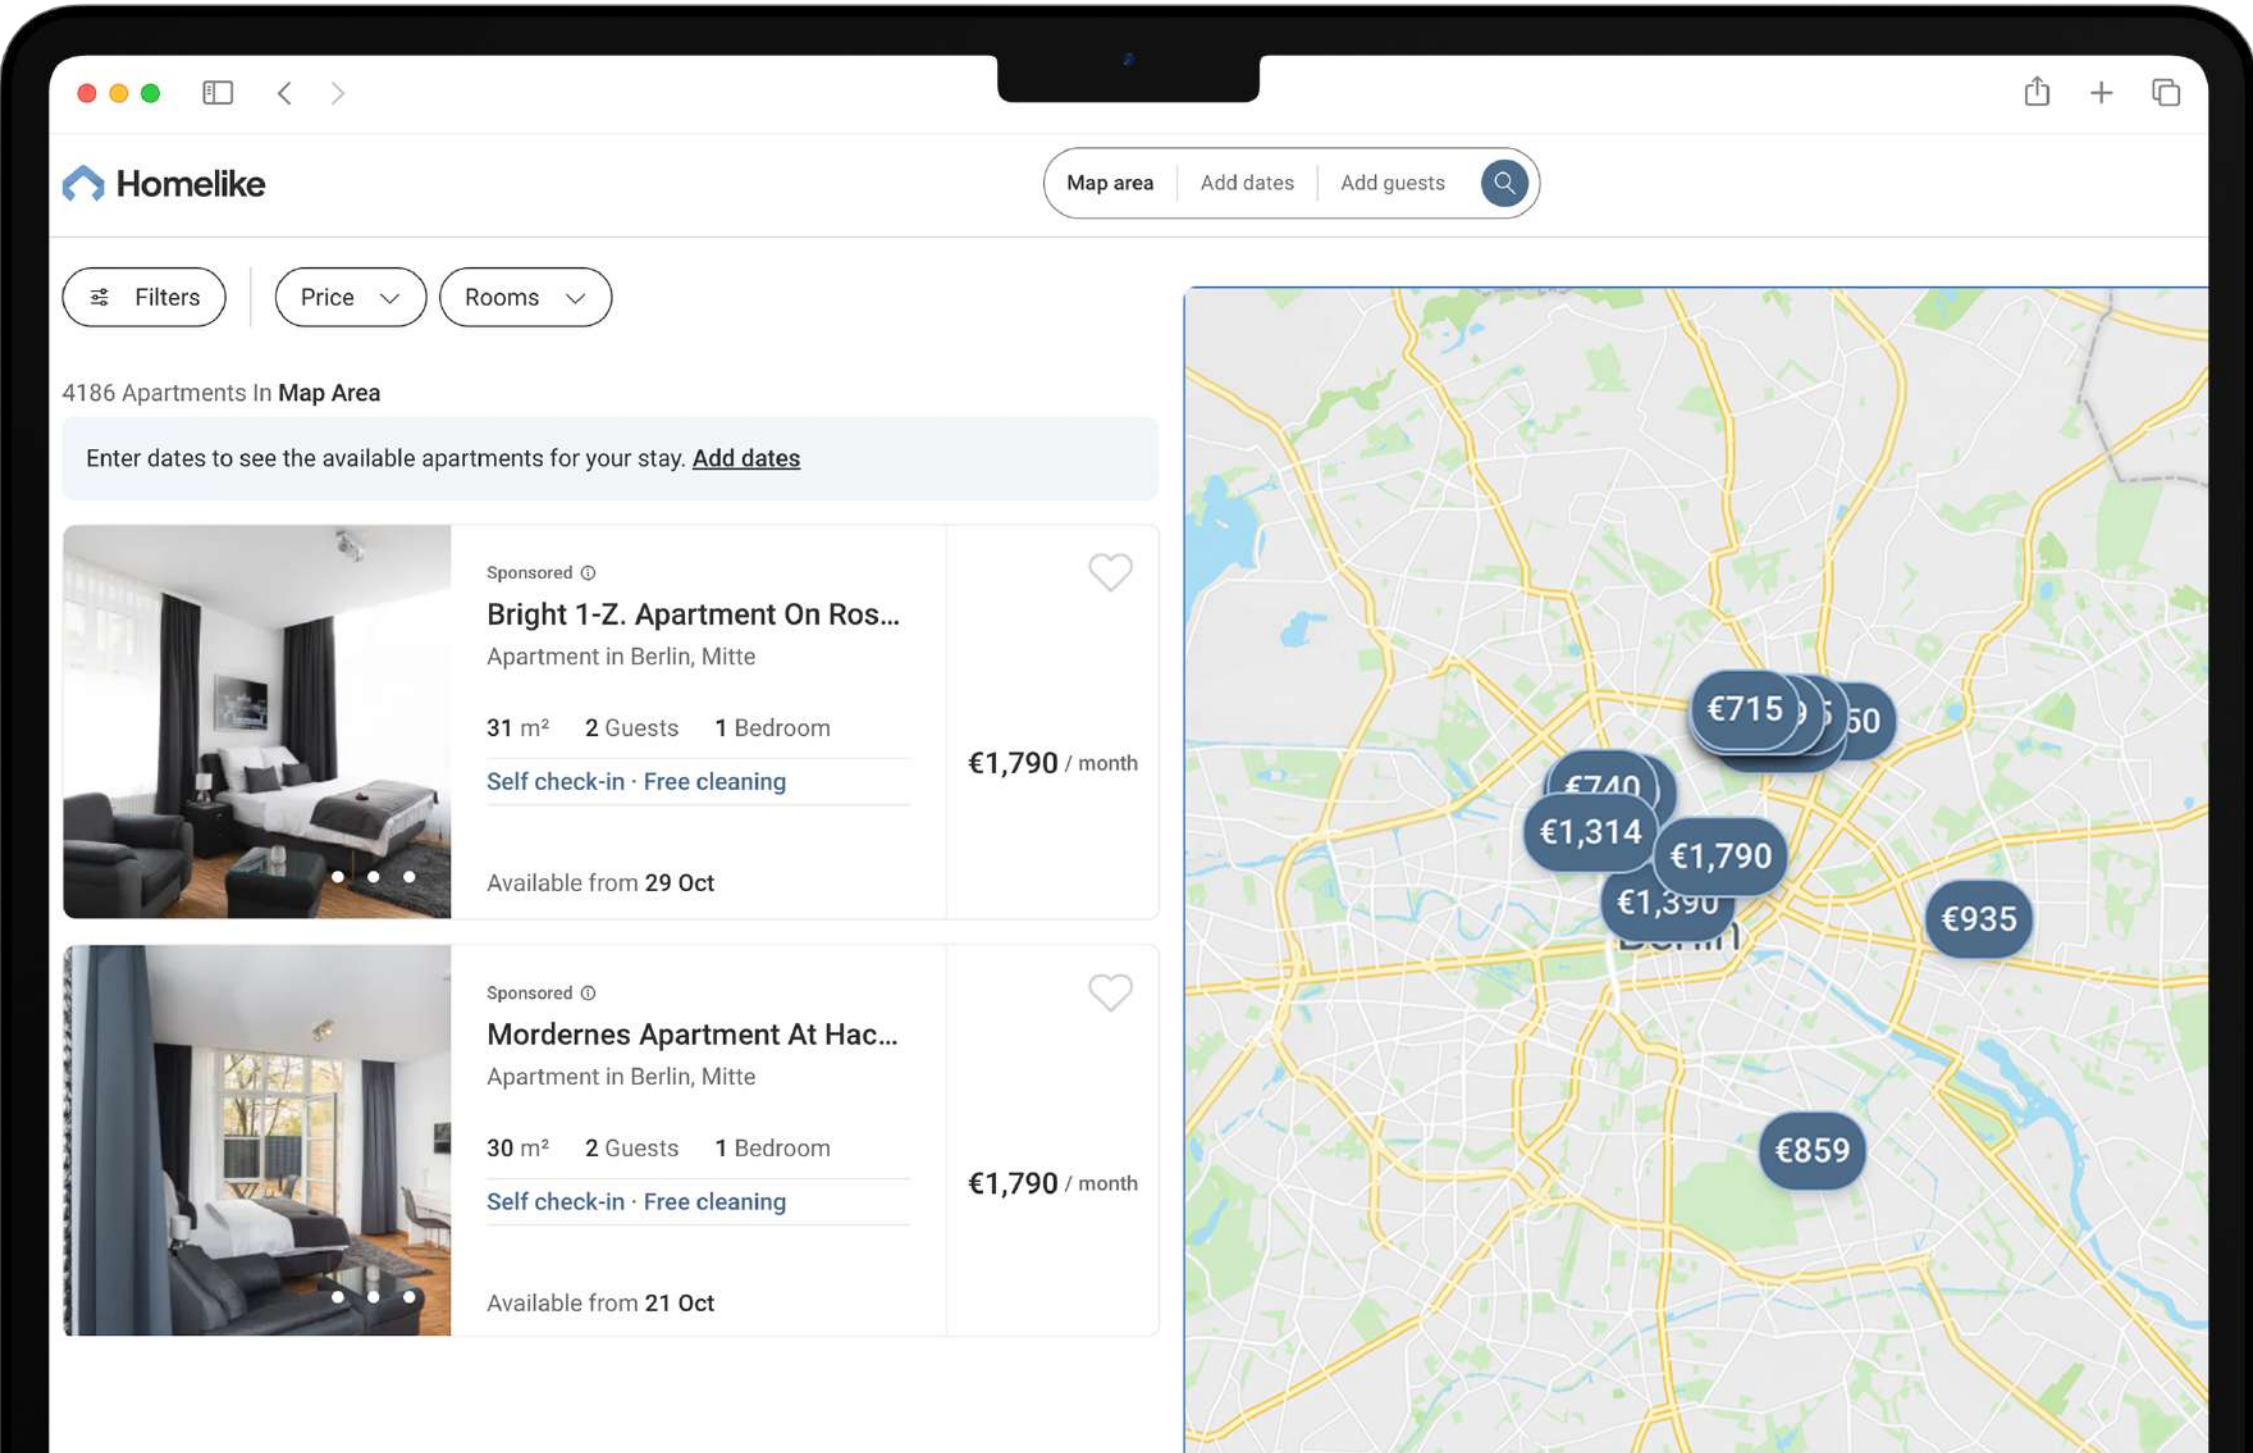 Homelike
Map area
Add dates
Add guests
Filters
Price
Rooms
4186 Apartments In Map Area
Enter dates to see the available apartments for your stay. Add dates
Sponsored
Bright 1-Z. Apartment On Ros...
Apartment in Berlin, Mitte
31 m² 2 Guests 1 Bedroom
Self check-in · Free cleaning
€1,790 / month
Available from 29 Oct
Sponsored
Mordernes Apartment At Hac...
Apartment in Berlin, Mitte
30 m² 2 Guests 1 Bedroom
Self check-in · Free cleaning
€1,790 / month
Available from 21 Oct
€715
€740
€1,314
€1,790
€1,390
€935
Berlin
€859